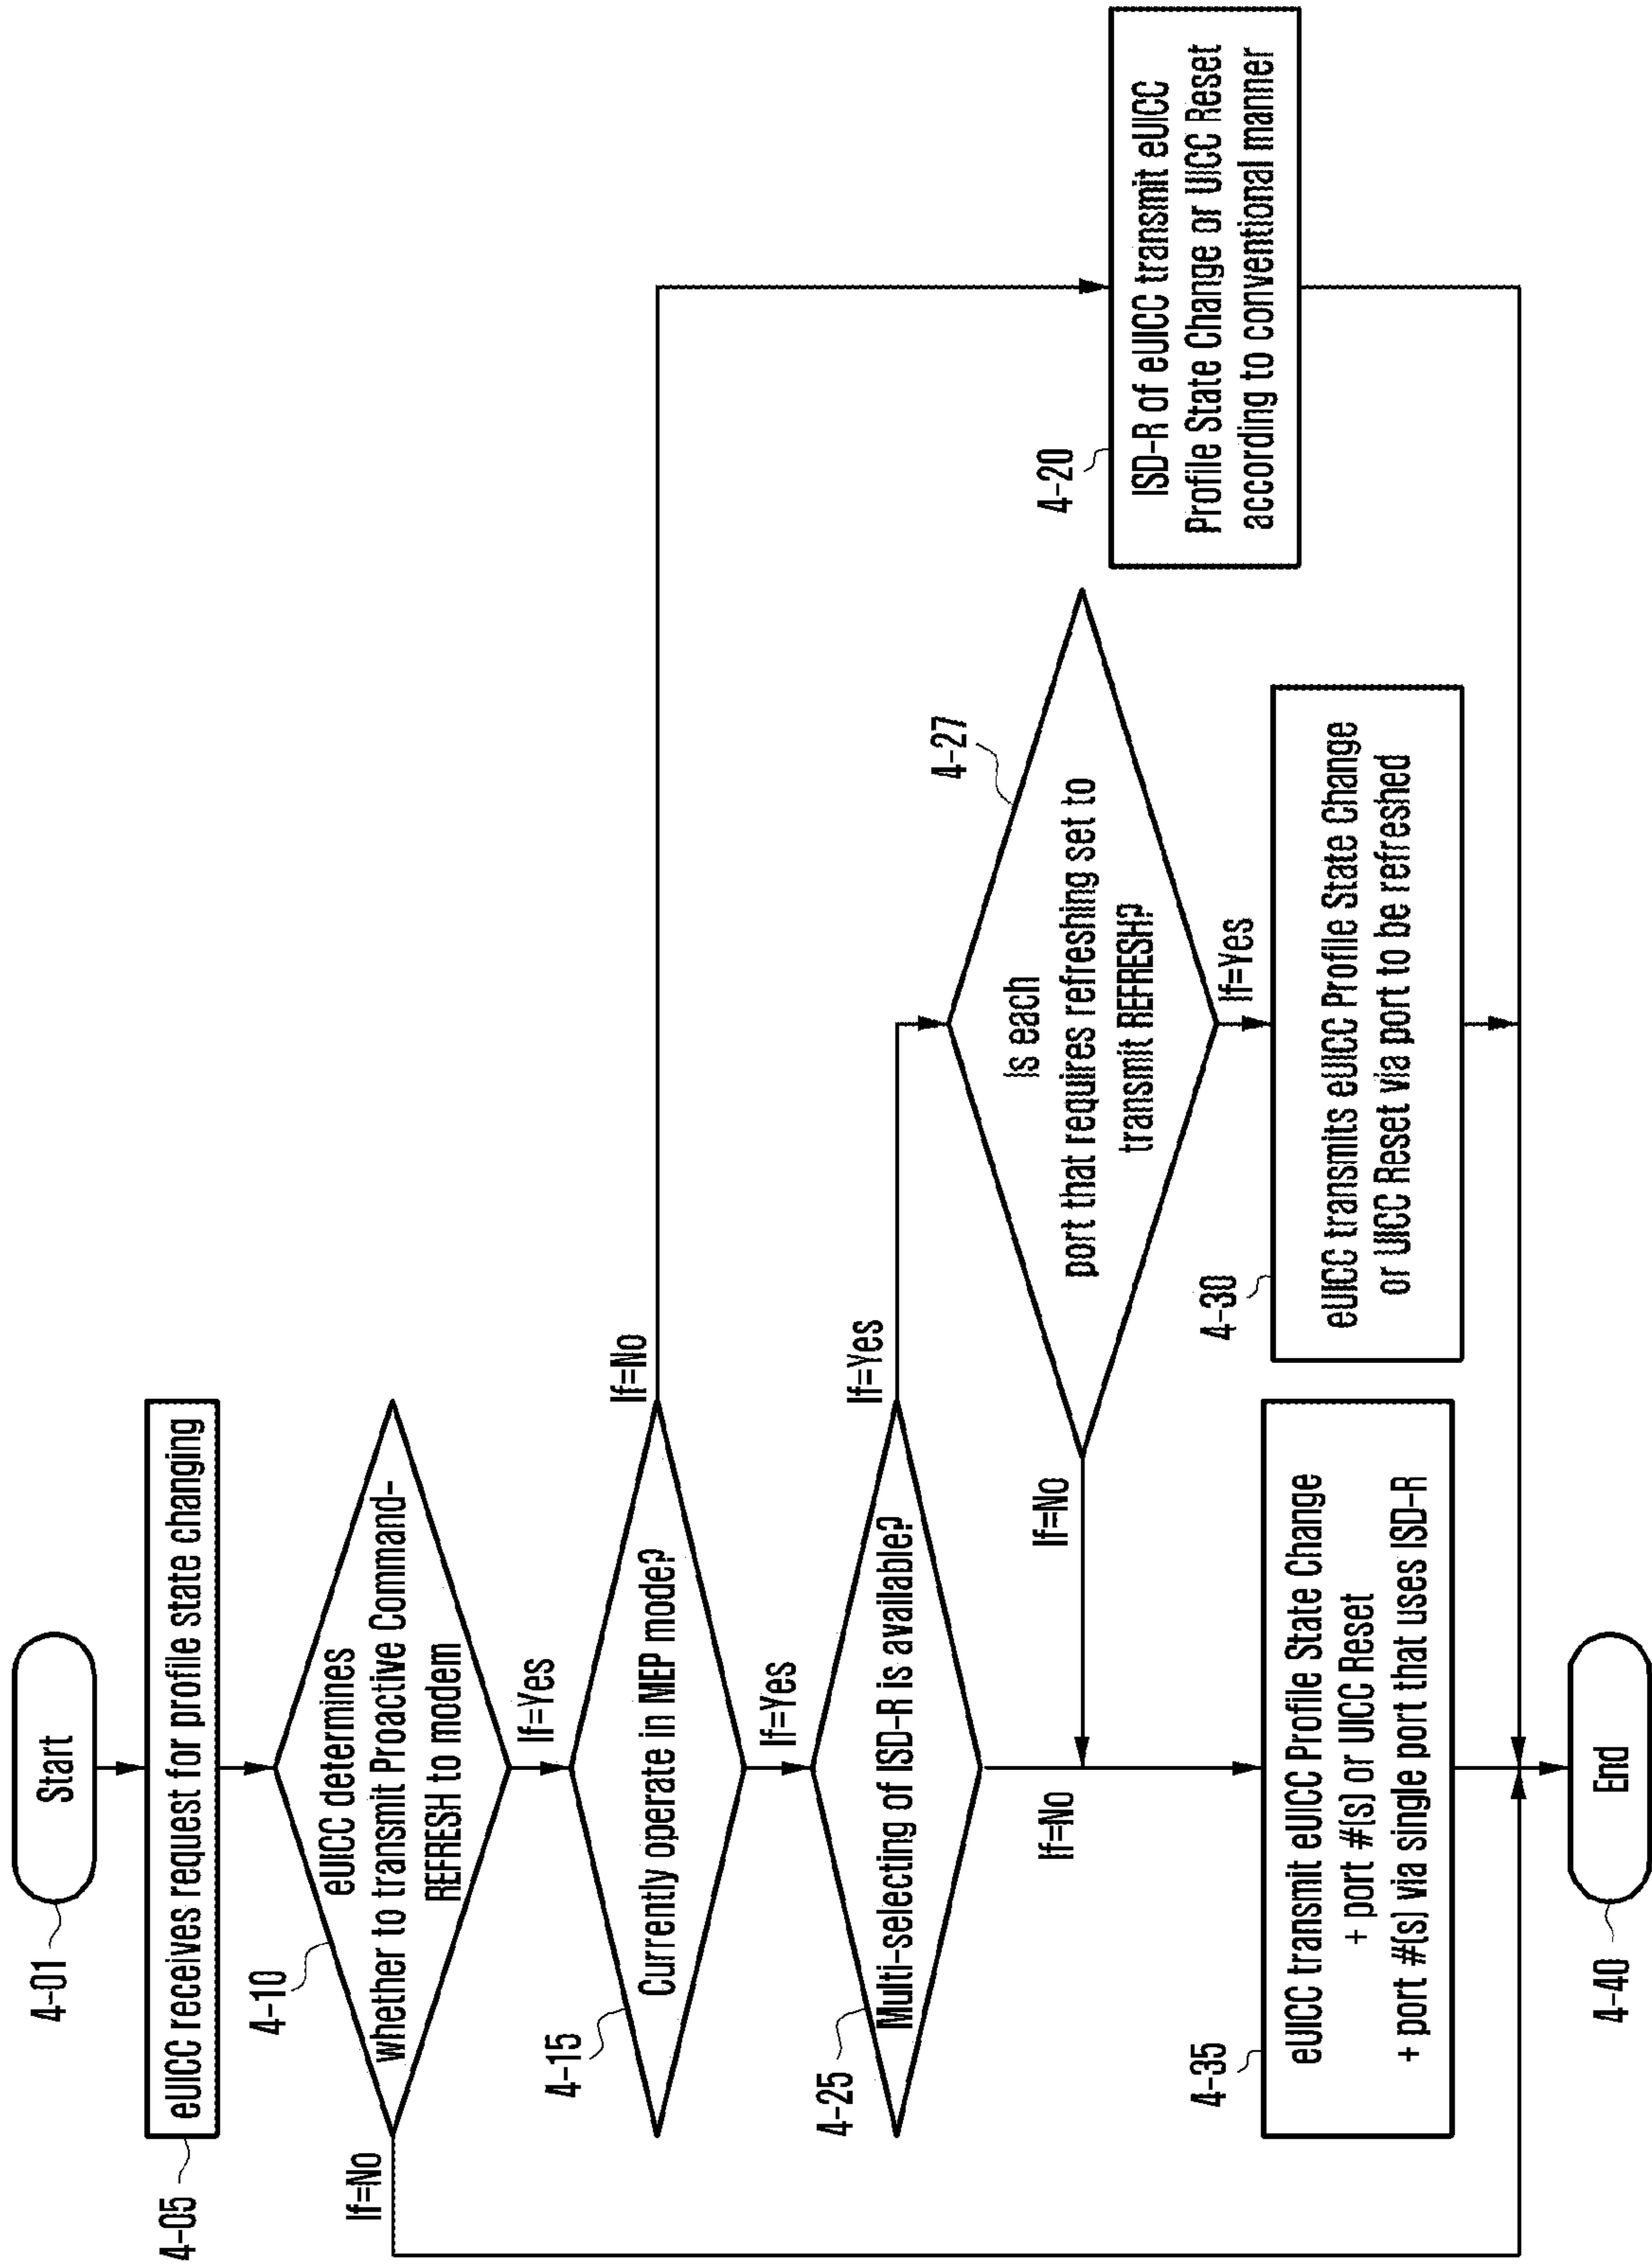 4-01
Start
4-05
eUICC receives request for profile state changing
4-10
eUICC determines
whether to transmit Proactive Command-
REFRESH to modem
If=No
If=Yes
4-15
Currently operate in MEP mode?
If=No
If=Yes
4-25
Multi-selecting of ISD-R is available?
If=Yes
If=No
4-27
Is each
port that requires refreshing set to
transmit REFRESH?
If=No
If=Yes
4-20
ISD-R of eUICC transmit eUICC
Profile State Change or UICC Reset
according to conventional manner
4-35
eUICC transmit eUICC Profile State Change
+ port #(s) or UICC Reset
+ port #(s) via single port that uses ISD-R
4-30
eUICC transmits eUICC Profile State Change
or UICC Reset via port to be refreshed
4-40
End